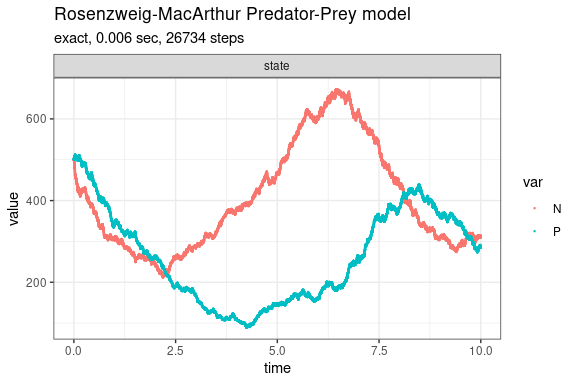 Rosenzweig-MacArthur Predator-Prey model
exact, 0.006 sec, 26734 steps
state
600
400
200
value
0.0 2.5 5.0 7.5 10.0
time
var
N
P